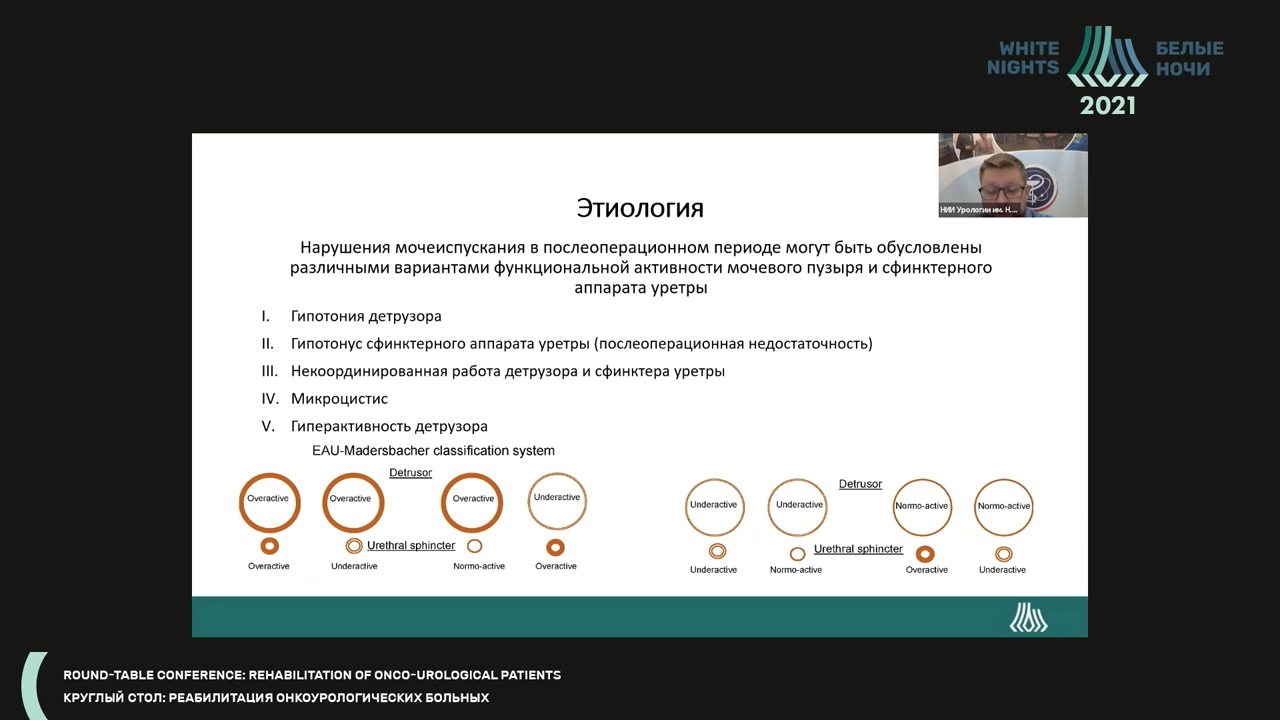 WHITE
NIGHTS
БЕЛЫЕ
НОЧИ
2021
НИИ Урологии им. Н....
Этиология
Нарушения мочеиспускания в послеоперационном периоде могут быть обусловлены
различными вариантами функциональной активности мочевого пузыря и сфинктерного
аппарата уретры
I. Гипотония детрузора
II. Гипотонус сфинктерного аппарата уретры (послеоперационная недостаточность)
III. Некоординированная работа детрузора и сфинктера уретры
IV. Микроцистис
V. Гиперактивность детрузора
EAU-Madersbacher classification system
Detrusor
Overactive Overactive Overactive Underactive
Urethral sphincter
Overactive Underactive Normo-active Overactive
Detrusor
Underactive Underactive Normo-active Normo-active
Urethral sphincter
Underactive Normo-active Overactive Underactive
ROUND-TABLE CONFERENCE: REHABILITATION OF ONCO-UROLOGICAL PATIENTS
КРУГЛЫЙ СТОЛ: РЕАБИЛИТАЦИЯ ОНКОУРОЛОГИЧЕСКИХ БОЛЬНЫХ